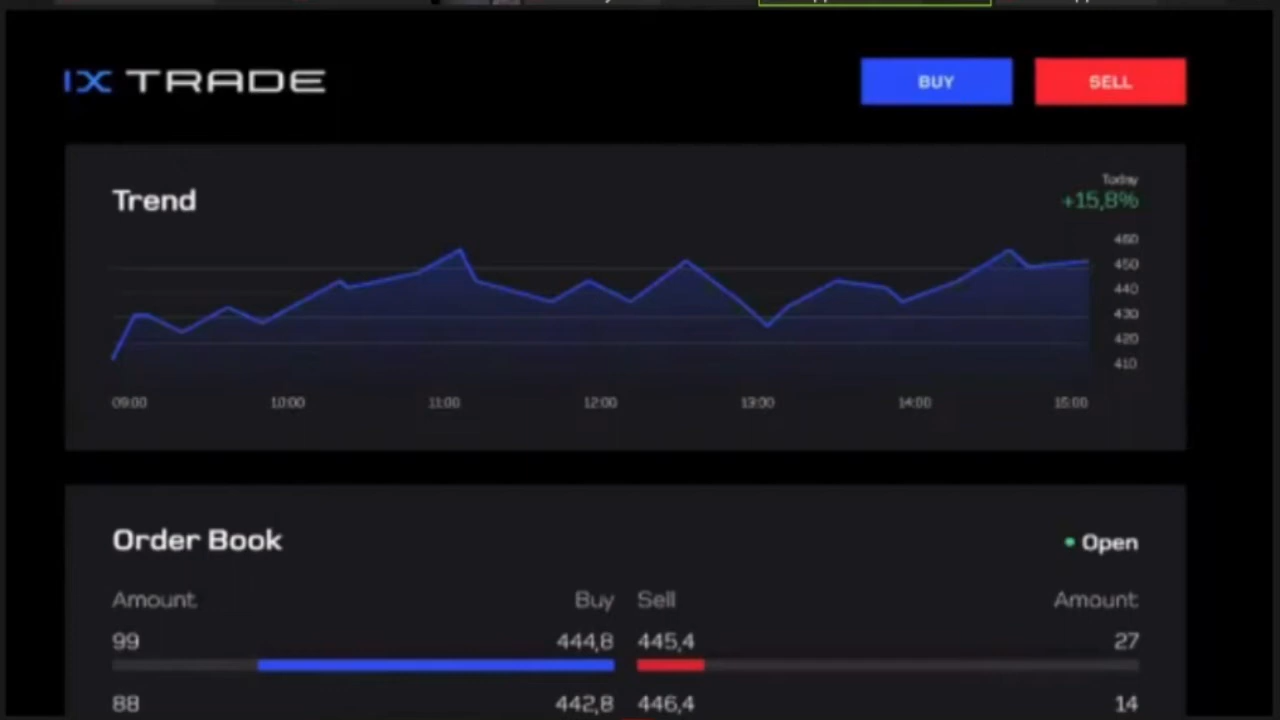 IX TRADE
BUY
SELL
Trend
Today
+15,8%
460
450
440
430
420
410
09:00
10:00
11:00
12:00
13:00
14:00
15:00
Order Book
Open
Amount
Buy
Sell
Amount
99
444,8
445,4
27
88
442,8
446,4
14